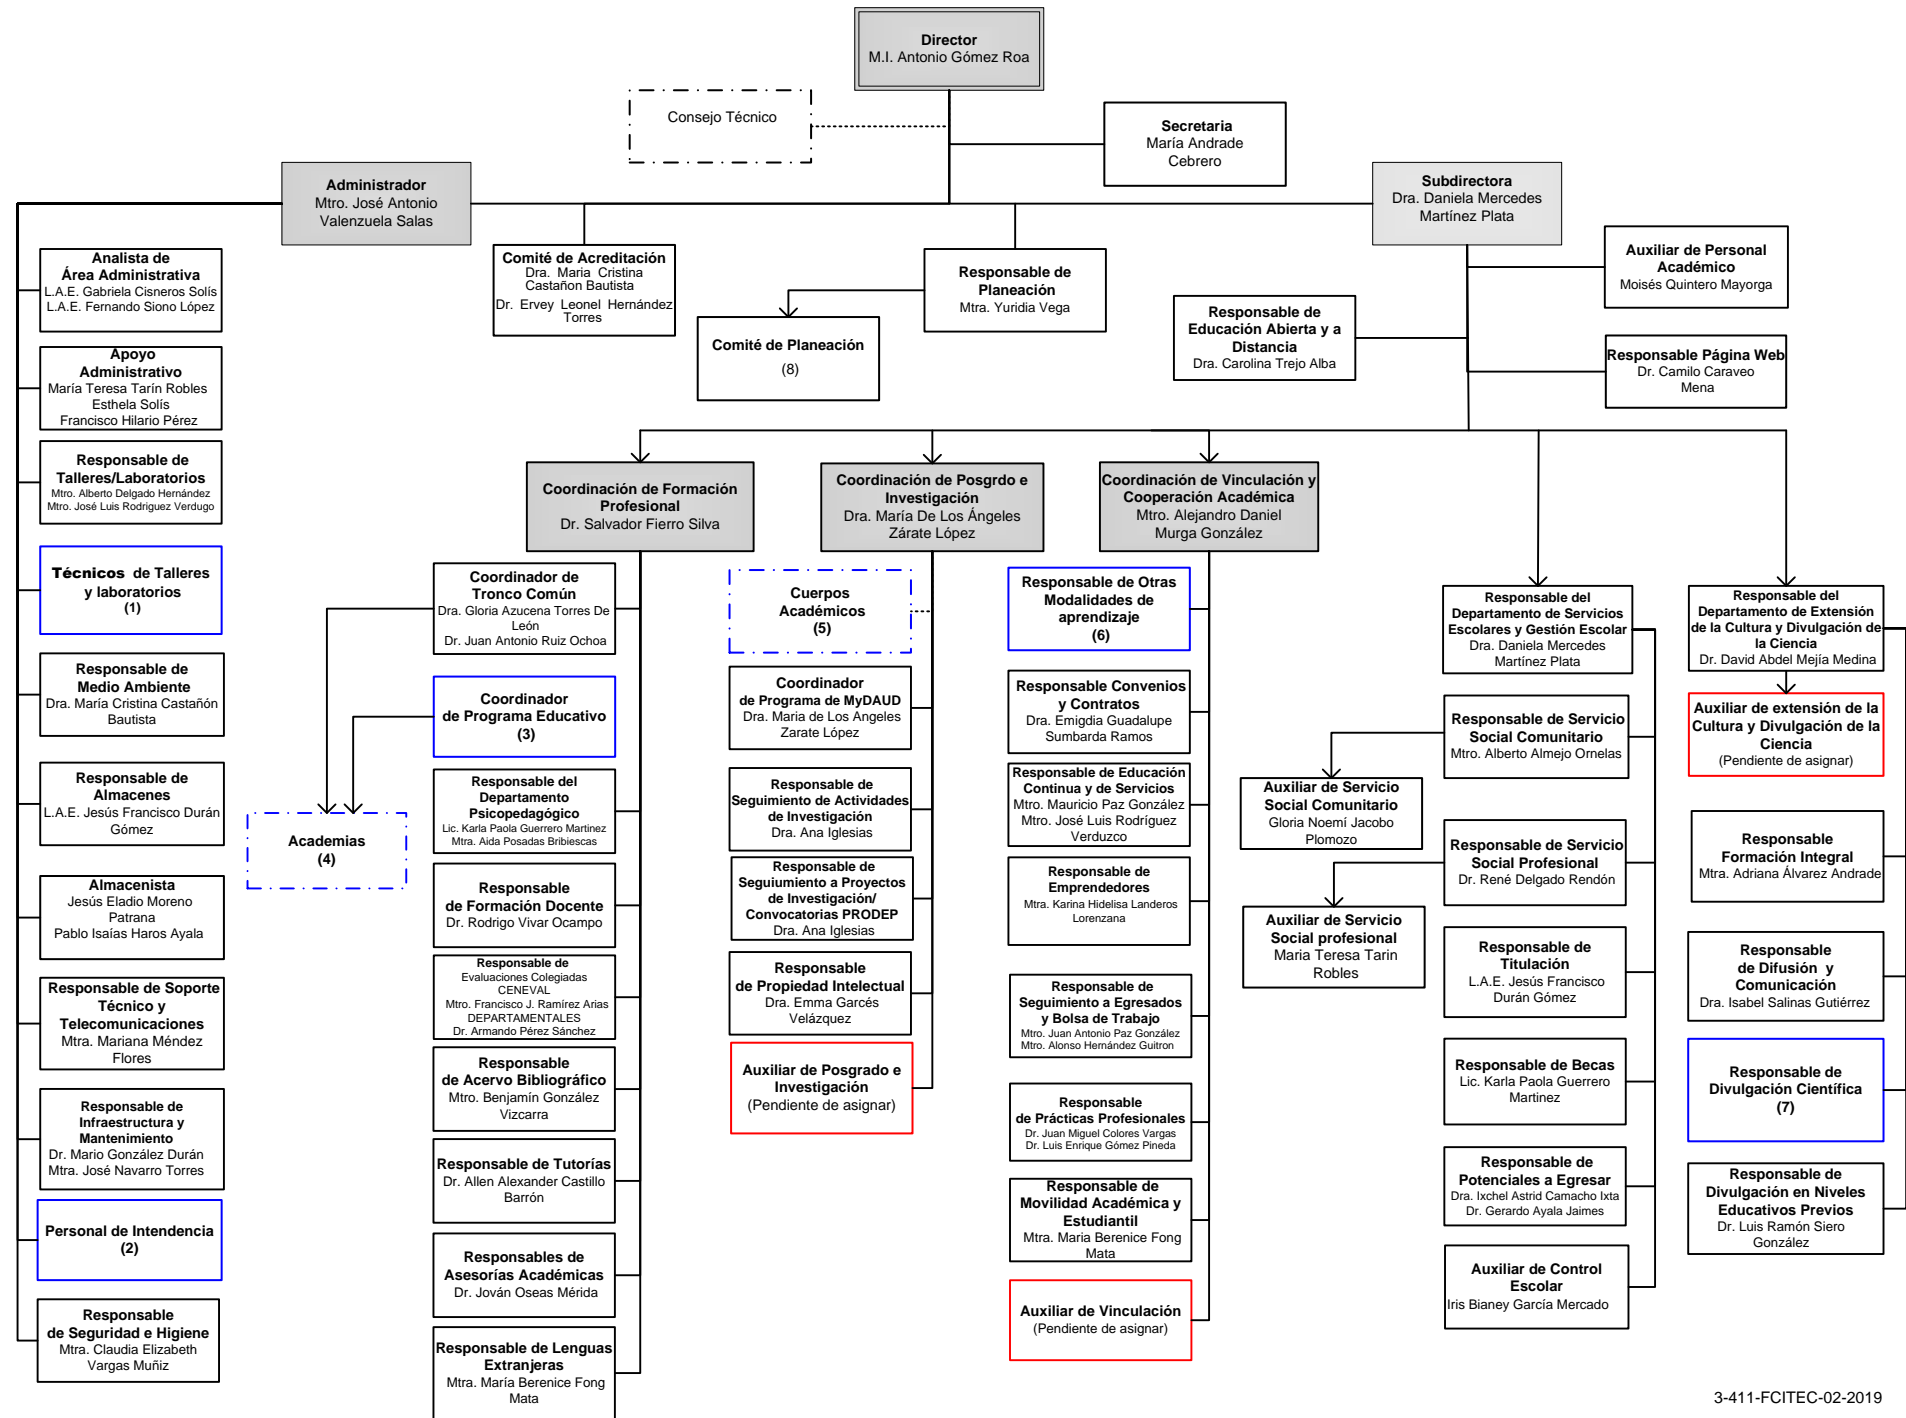 Director
M.I. Antonio Gómez Roa
Consejo Técnico
Secretaria
María Andrade
Cebrero
Administrador
Mtro. José Antonio
Valenzuela Salas
Subdirectora
Dra. Daniela Mercedes
Martínez Plata
Comité de Acreditación
Dra. Maria Cristina
Castañon Bautista
Dr. Ervey Leonel Hernández
Torres
Responsable de
Planeación
Mtra. Yuridia Vega
Comité de Planeación
(8)
Auxiliar de Personal
Académico
Moisés Quintero Mayorga
Responsable de
Educación Abierta y a
Distancia
Dra. Carolina Trejo Alba
Responsable Página Web
Dr. Camilo Caraveo
Mena
Analista de
Área Administrativa
L.A.E. Gabriela Cisneros Solís
L.A.E. Fernando Siono López
Apoyo
Administrativo
María Teresa Tarín Robles
Esthela Solís
Francisco Hilario Pérez
Responsable de
Talleres/Laboratorios
Mtro. Alberto Delgado Hernández
Mtro. José Luis Rodriguez Verdugo
Técnicos de Talleres
y laboratorios
(1)
Responsable de
Medio Ambiente
Dra. María Cristina Castañón
Bautista
Responsable de
Almacenes
L.A.E. Jesús Francisco Durán
Gómez
Almacenista
Jesús Eladio Moreno
Patrana
Pablo Isaías Haros Ayala
Responsable de Soporte
Técnico y
Telecomunicaciones
Mtra. Mariana Méndez
Flores
Responsable de
Infraestructura y
Mantenimiento
Dr. Mario González Durán
Mtra. José Navarro Torres
Personal de Intendencia
(2)
Responsable
de Seguridad e Higiene
Mtra. Claudia Elizabeth
Vargas Muñiz
Coordinación de Formación
Profesional
Dr. Salvador Fierro Silva
Coordinador de
Tronco Común
Dra. Gloria Azucena Torres De
León
Dr. Juan Antonio Ruiz Ochoa
Coordinador
de Programa Educativo
(3)
Academias
(4)
Responsable del
Departamento
Psicopedagógico
Lic. Karla Paola Guerrero Martinez
Mtra. Aida Posadas Bribiescas
Responsable
de Formación Docente
Dr. Rodrigo Vivar Ocampo
Responsable de
Evaluaciones Colegiadas
CENEVAL
Mtro. Francisco J. Ramírez Arias
DEPARTAMENTALES
Dr. Armando Pérez Sánchez
Responsable
de Acervo Bibliográfico
Mtro. Benjamín González
Vizcarra
Responsable de Tutorías
Dr. Allen Alexander Castillo
Barrón
Responsables de
Asesorías Académicas
Dr. Jován Oseas Mérida
Responsable de Lenguas
Extranjeras
Mtra. María Berenice Fong
Mata
Coordinación de Posgrdo e
Investigación
Dra. María De Los Ángeles
Zárate López
Cuerpos
Académicos
(5)
Coordinador
de Programa de MyDAUD
Dra. Maria de Los Angeles
Zarate López
Responsable de
Seguimiento de Actividades
de Investigación
Dra. Ana Iglesias
Responsable de
Seguiumiento a Proyectos
de Investigación/
Convocatorias PRODEP
Dra. Ana Iglesias
Responsable
de Propiedad Intelectual
Dra. Emma Garcés
Velázquez
Auxiliar de Posgrado e
Investigación
(Pendiente de asignar)
Coordinación de Vinculación y
Cooperación Académica
Mtro. Alejandro Daniel
Murga González
Responsable de Otras
Modalidades de
aprendizaje
(6)
Responsable Convenios
y Contratos
Dra. Emigdia Guadalupe
Sumbarda Ramos
Responsable de Educación
Continua y de Servicios
Mtro. Mauricio Paz González
Mtro. José Luis Rodríguez
Verduzco
Responsable de
Emprendedores
Mtra. Karina Hidelisa Landeros
Lorenzana
Responsable de
Seguimiento a Egresados
y Bolsa de Trabajo
Mtro. Juan Antonio Paz González
Mtro. Alonso Hernández Guitron
Responsable
de Prácticas Profesionales
Dr. Juan Miguel Colores Vargas
Dr. Luis Enrique Gómez Pineda
Responsable de
Movilidad Académica y
Estudiantil
Mtra. Maria Berenice Fong
Mata
Auxiliar de Vinculación
(Pendiente de asignar)
Responsable del
Departamento de Servicios
Escolares y Gestión Escolar
Dra. Daniela Mercedes
Martínez Plata
Responsable de Servicio
Social Comunitario
Mtro. Alberto Almejo Ornelas
Auxiliar de Servicio
Social Comunitario
Gloria Noemí Jacobo
Plomozo
Responsable de Servicio
Social Profesional
Dr. René Delgado Rendón
Auxiliar de Servicio
Social profesional
Maria Teresa Tarin
Robles
Responsable de
Titulación
L.A.E. Jesús Francisco
Durán Gómez
Responsable de Becas
Lic. Karla Paola Guerrero
Martinez
Responsable de
Potenciales a Egresar
Dra. Ixchel Astrid Camacho Ixta
Dr. Gerardo Ayala Jaimes
Auxiliar de Control
Escolar
Iris Bianey García Mercado
Responsable del
Departamento de Extensión
de la Cultura y Divulgación de
la Ciencia
Dr. David Abdel Mejía Medina
Auxiliar de extensión de la
Cultura y Divulgación de la
Ciencia
(Pendiente de asignar)
Responsable
Formación Integral
Mtra. Adriana Álvarez Andrade
Responsable
de Difusión y
Comunicación
Dra. Isabel Salinas Gutiérrez
Responsable de
Divulgación Científica
(7)
Responsable de
Divulgación en Niveles
Educativos Previos
Dr. Luis Ramón Siero
González
3-411-FCITEC-02-2019